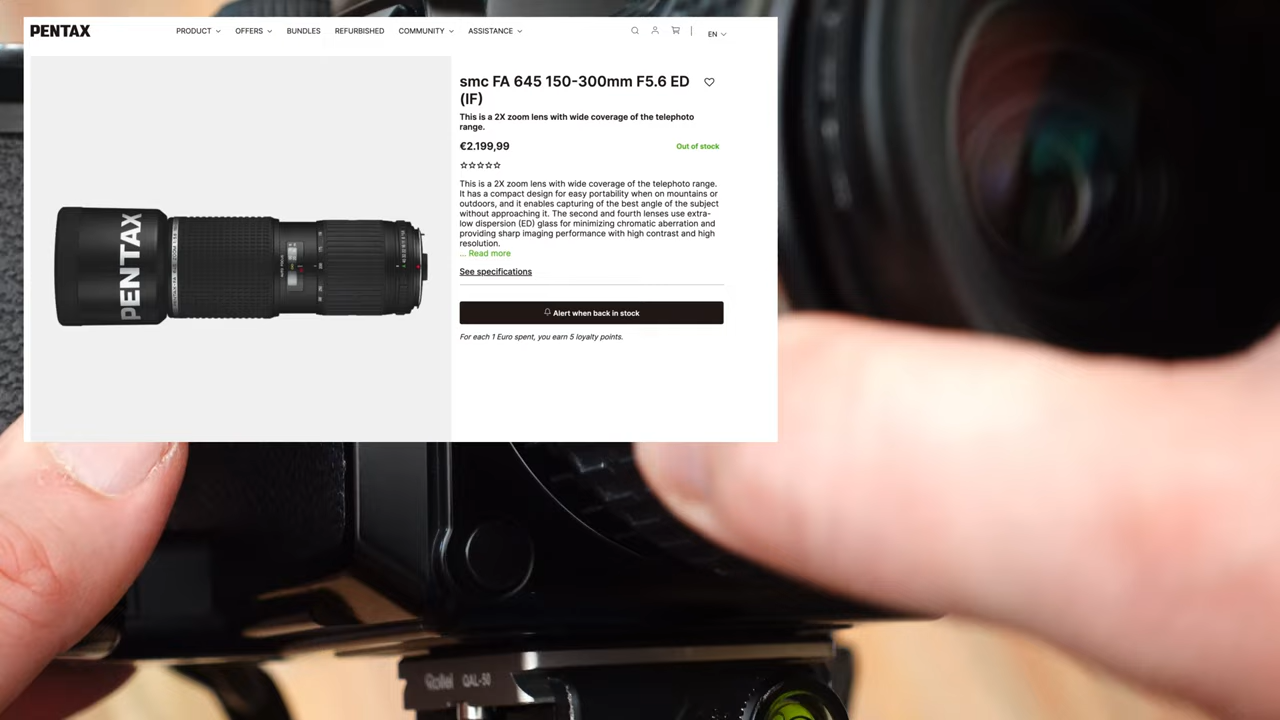 PENTAX
PRODUCT OFFERS BUNDLES REFURBISHED COMMUNITY ASSISTANCE EN
smc FA 645 150-300mm F5.6 ED
(IF)
This is a 2X zoom lens with wide coverage of the telephoto
range.
€2.199,99 Out of stock
This is a 2X zoom lens with wide coverage of the telephoto range.
It has a compact design for easy portability when on mountains or
outdoors, and it enables capturing of the best angle of the subject
without approaching it. The second and fourth lenses use extra-
low dispersion (ED) glass for minimizing chromatic aberration and
providing sharp imaging performance with high contrast and high
resolution.
... Read more
See specifications
Alert when back in stock
For each 1 Euro spent, you earn 5 loyalty points.
PENTAX
Rollei QAL-50